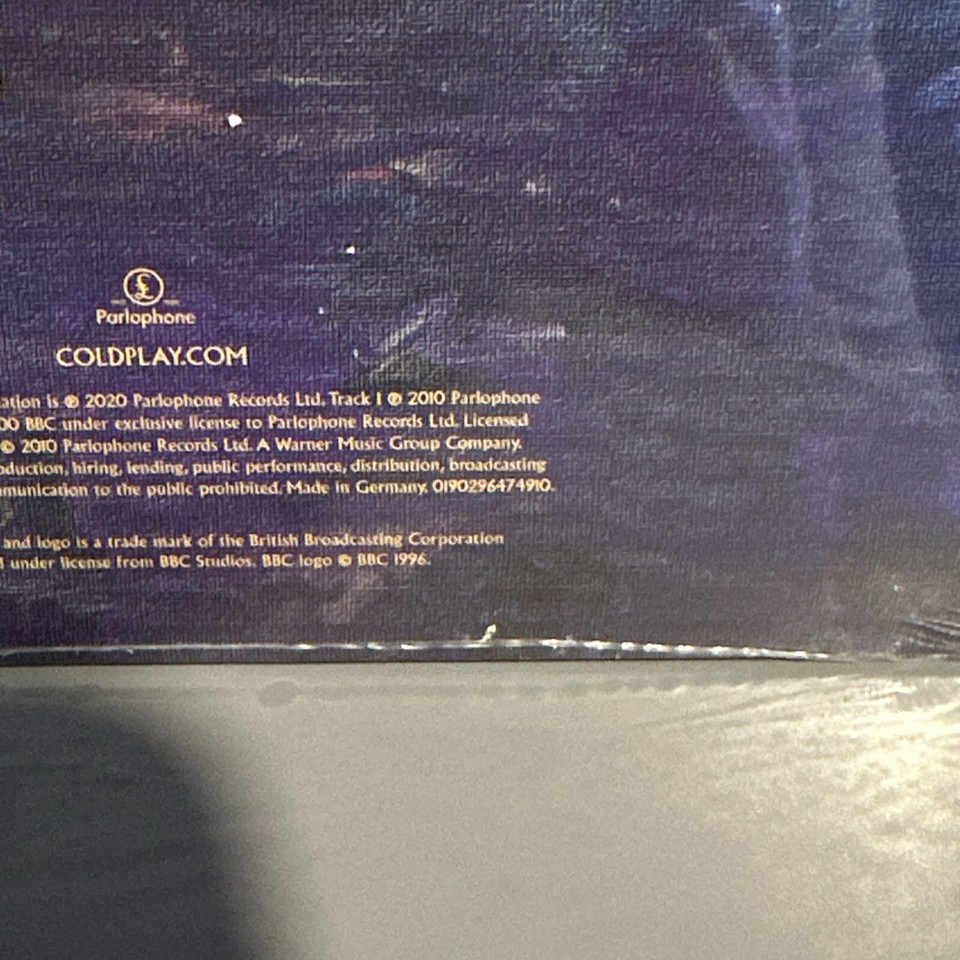 £
Parlophone
COLDPLAY.COM
ation is ℗ 2020 Parlophone Records Ltd. Track 1 ℗ 2010 Parlophone
00 BBC under exclusive license to Parlophone Records Ltd. Licensed
© 2010 Parlophone Records Ltd. A Warner Music Group Company.
oduction, hiring, lending, public performance, distribution, broadcasting
mmunication to the public prohibited. Made in Germany. 0190296474910.
and logo is a trade mark of the British Broadcasting Corporation
under license from BBC Studios. BBC logo © BBC 1996.